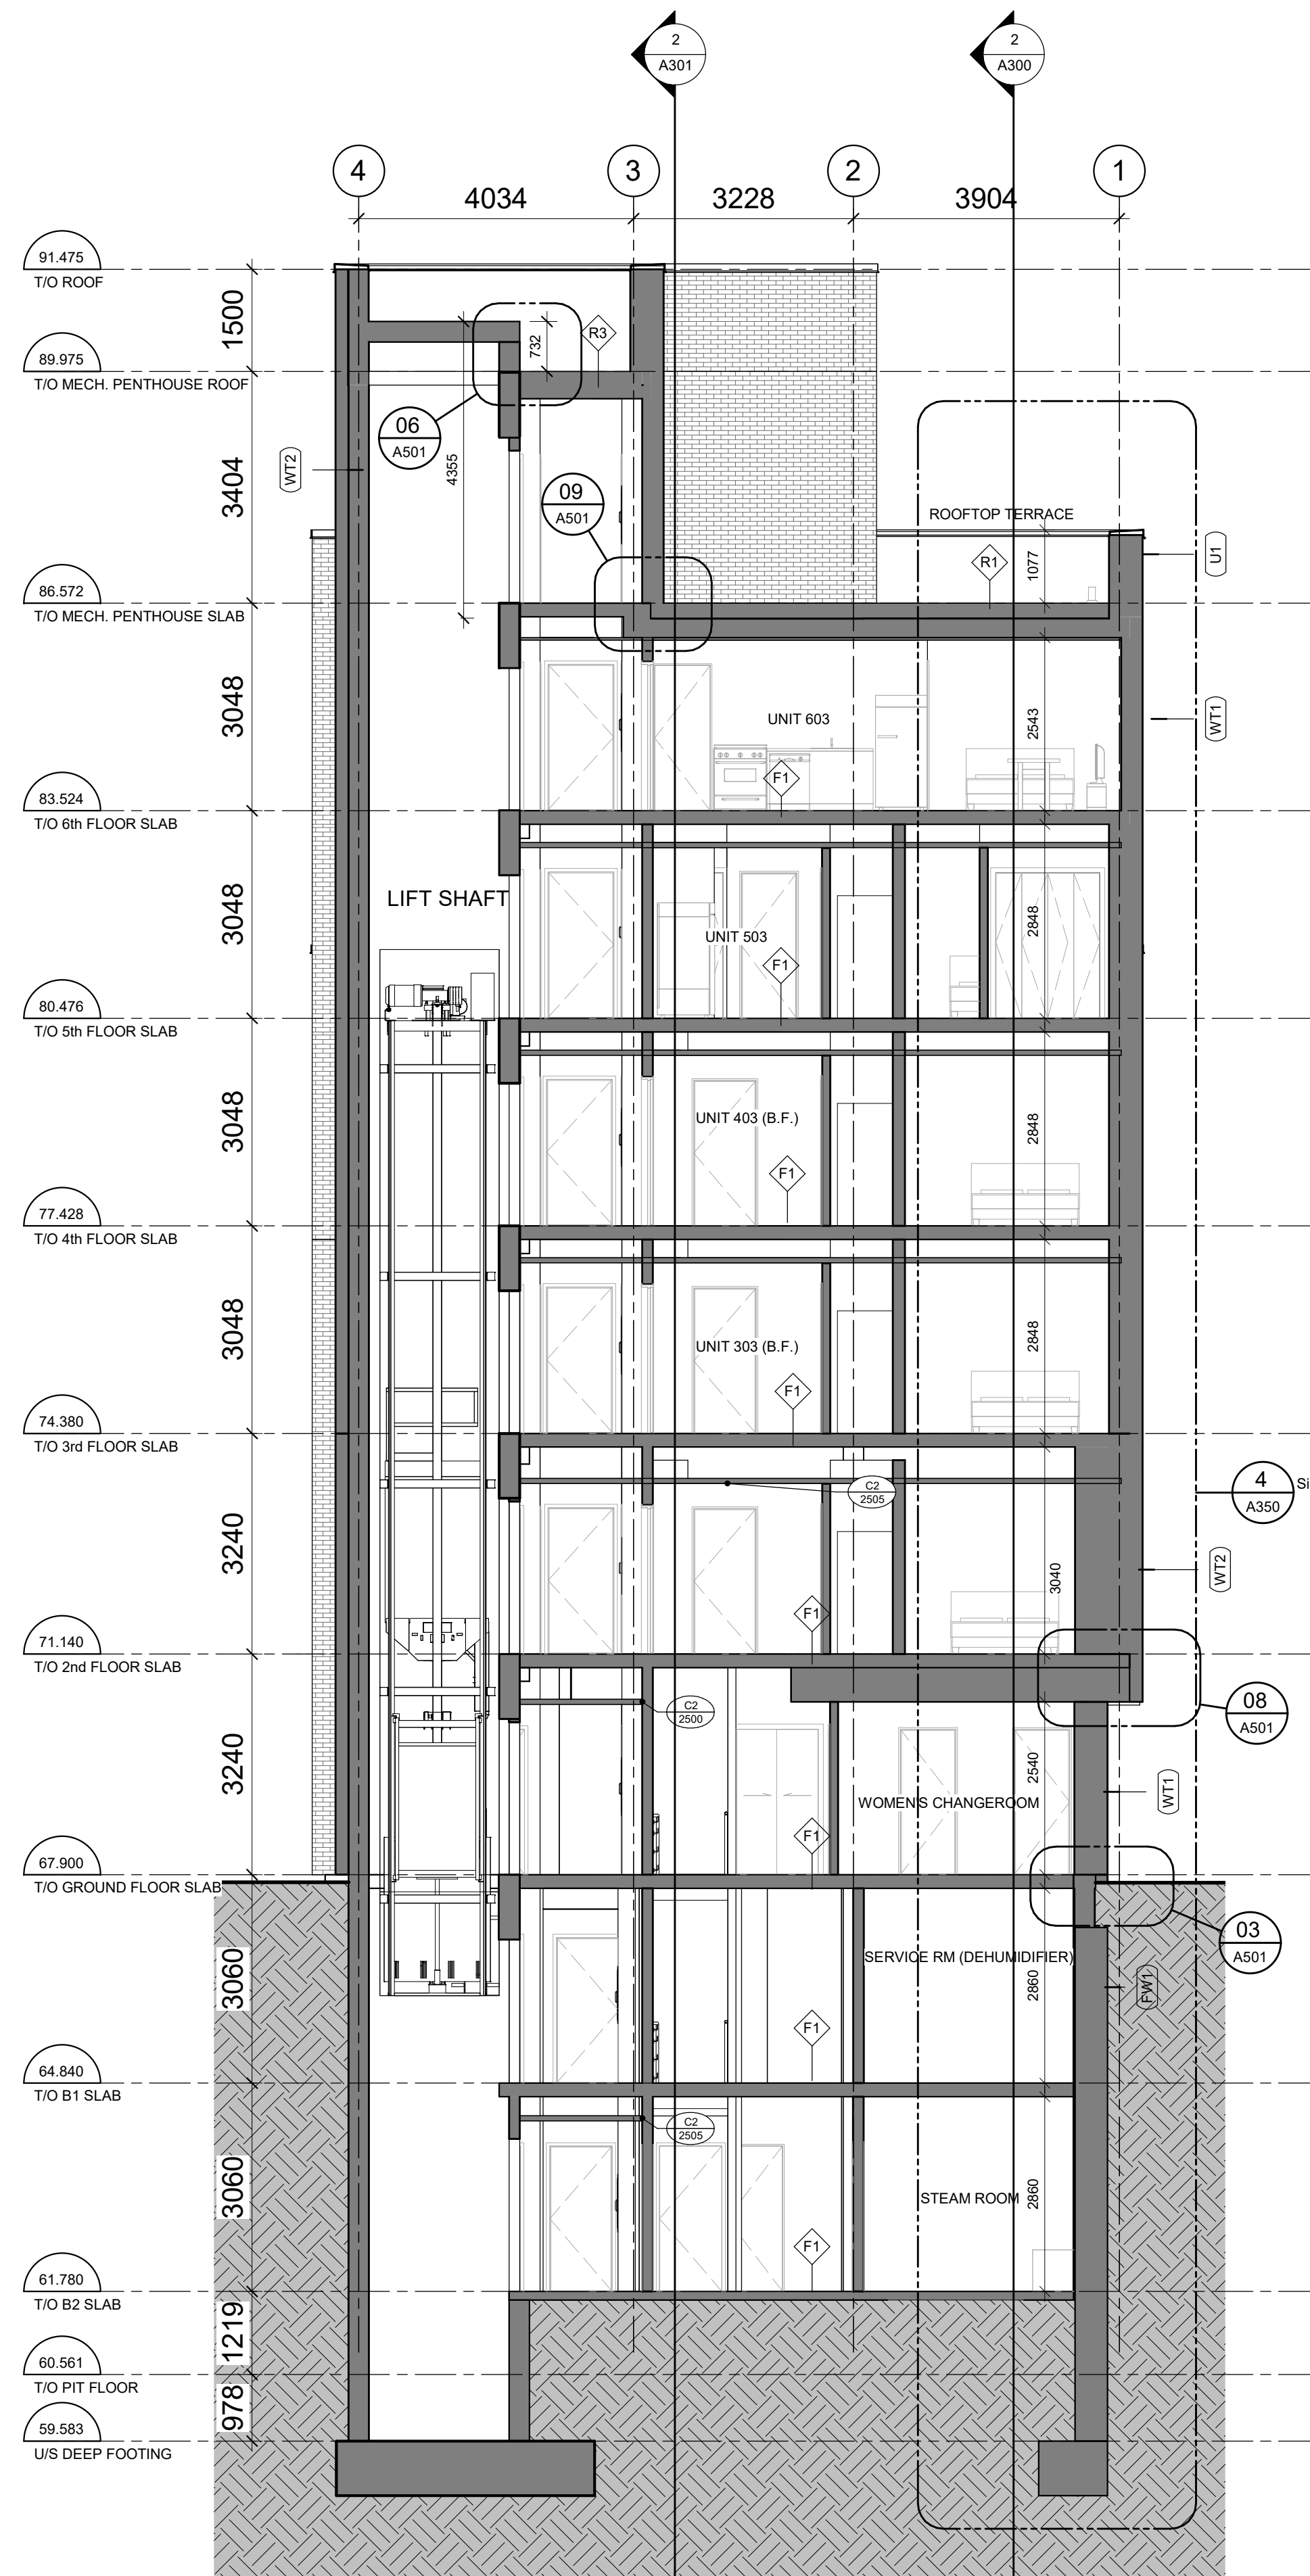 2
A301
2
A300
4
3
2
1
4034
3228
3904
91.475
T/O ROOF
1500
732
R3
89.975
T/O MECH. PENTHOUSE ROOF
06
A501
WT2
3404
4355
09
A501
ROOFTOP TERRACE
R1
1077
U1
86.572
T/O MECH. PENTHOUSE SLAB
3048
UNIT 603
2543
WT1
F1
83.524
T/O 6th FLOOR SLAB
3048
LIFT SHAFT
UNIT 503
2848
F1
80.476
T/O 5th FLOOR SLAB
3048
UNIT 403 (B.F.)
2848
F1
77.428
T/O 4th FLOOR SLAB
3048
UNIT 303 (B.F.)
2848
F1
74.380
T/O 3rd FLOOR SLAB
C2
2505
4
A350
Si
3240
3040
WT2
F1
71.140
T/O 2nd FLOOR SLAB
C2
2500
08
A501
3240
2540
WT1
WOMEN'S CHANGEROOM
F1
67.900
T/O GROUND FLOOR SLAB
03
A501
3060
SERVICE RM (DEHUMIDIFIER)
2860
FW1
F1
64.840
T/O B1 SLAB
C2
2505
3060
STEAM ROOM
2860
F1
61.780
T/O B2 SLAB
1219
60.561
T/O PIT FLOOR
978
59.583
U/S DEEP FOOTING